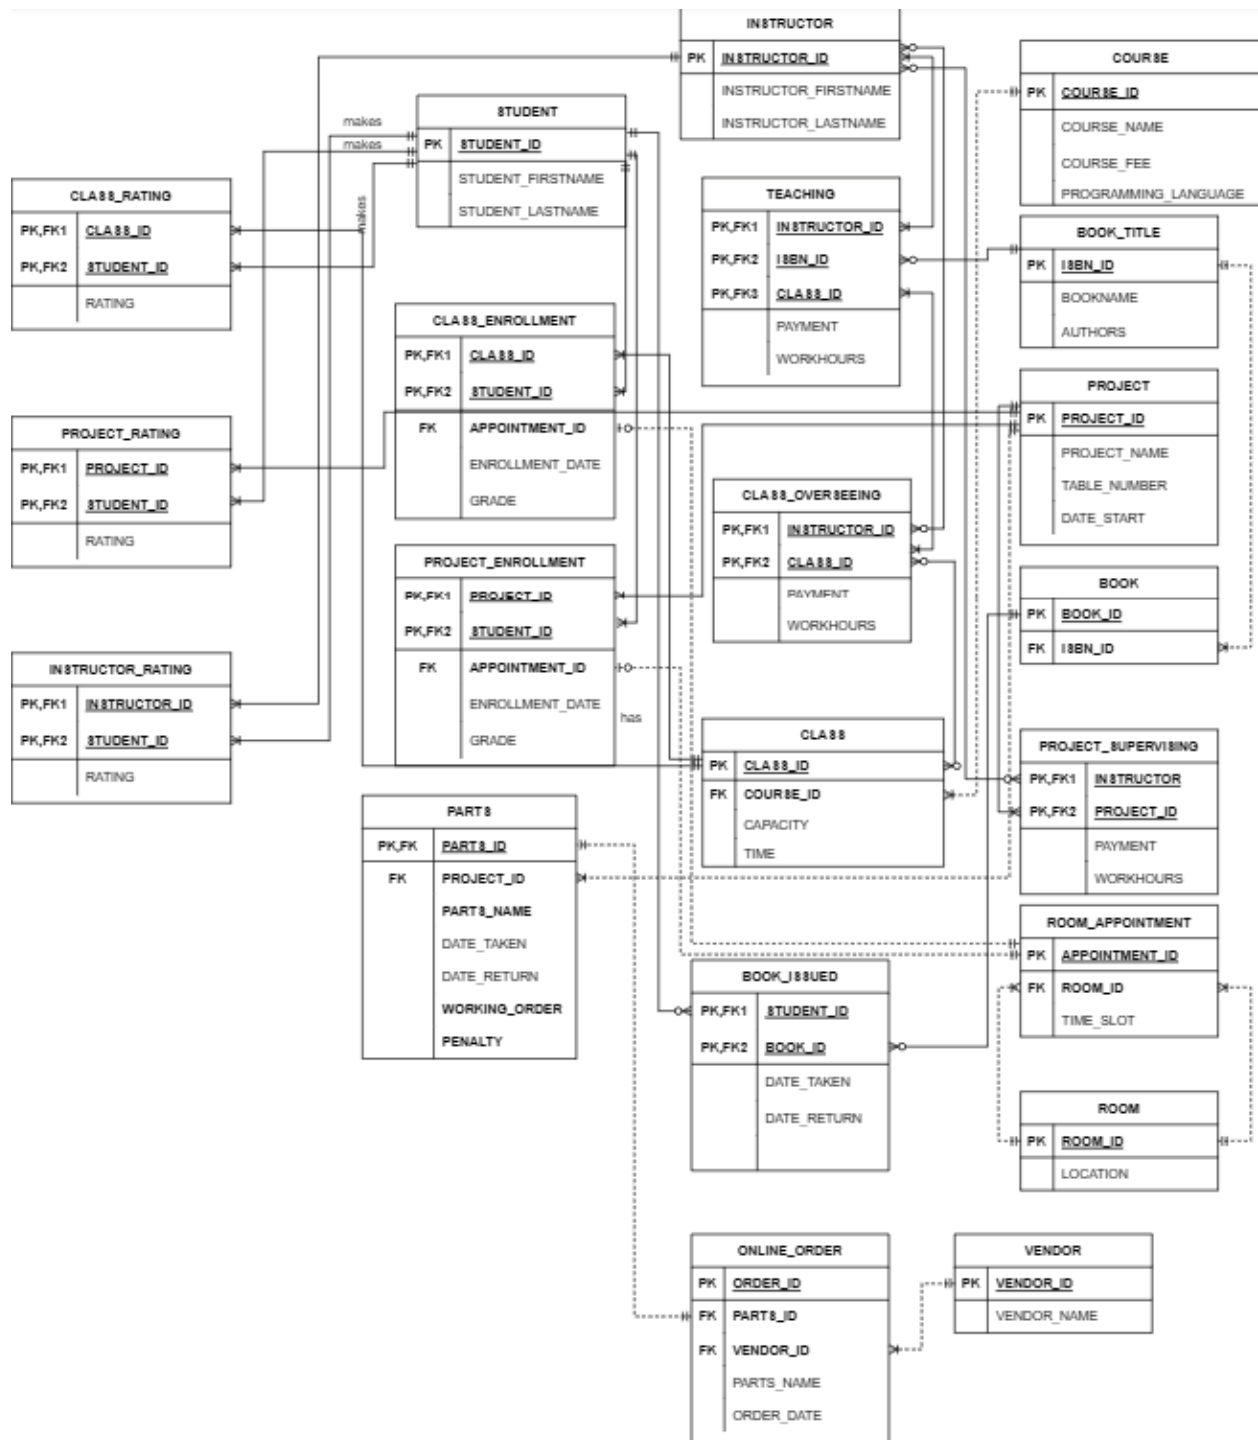 INSTRUCTOR
PK INSTRUCTOR_ID
INSTRUCTOR_FIRSTNAME
INSTRUCTOR_LASTNAME
COURSE
PK COURSE_ID
COURSE_NAME
COURSE_FEE
PROGRAMMING_LANGUAGE
STUDENT
PK STUDENT_ID
STUDENT_FIRSTNAME
STUDENT_LASTNAME
makes
makes
makes
CLASS_RATING
PK,FK1 CLASS_ID
PK,FK2 STUDENT_ID
RATING
TEACHING
PK,FK1 INSTRUCTOR_ID
PK,FK2 ISBN_ID
PK,FK3 CLASS_ID
PAYMENT
WORKHOURS
BOOK_TITLE
PK ISBN_ID
BOOKNAME
AUTHORS
CLASS_ENROLLMENT
PK,FK1 CLASS_ID
PK,FK2 STUDENT_ID
FK APPOINTMENT_ID
ENROLLMENT_DATE
GRADE
PROJECT
PK PROJECT_ID
PROJECT_NAME
TABLE_NUMBER
DATE_START
PROJECT_RATING
PK,FK1 PROJECT_ID
PK,FK2 STUDENT_ID
RATING
CLASS_OVERSEEING
PK,FK1 INSTRUCTOR_ID
PK,FK2 CLASS_ID
PAYMENT
WORKHOURS
PROJECT_ENROLLMENT
PK,FK1 PROJECT_ID
PK,FK2 STUDENT_ID
FK APPOINTMENT_ID
ENROLLMENT_DATE
GRADE
has
BOOK
PK BOOK_ID
FK ISBN_ID
INSTRUCTOR_RATING
PK,FK1 INSTRUCTOR_ID
PK,FK2 STUDENT_ID
RATING
CLASS
PK CLASS_ID
FK COURSE_ID
CAPACITY
TIME
PROJECT_SUPERVISING
PK,FK1 INSTRUCTOR
PK,FK2 PROJECT_ID
PAYMENT
WORKHOURS
PARTS
PK,FK PARTS_ID
FK PROJECT_ID
PARTS_NAME
DATE_TAKEN
DATE_RETURN
WORKING_ORDER
PENALTY
ROOM_APPOINTMENT
PK APPOINTMENT_ID
FK ROOM_ID
TIME_SLOT
BOOK_ISSUED
PK,FK1 STUDENT_ID
PK,FK2 BOOK_ID
DATE_TAKEN
DATE_RETURN
ROOM
PK ROOM_ID
LOCATION
ONLINE_ORDER
PK ORDER_ID
FK PARTS_ID
FK VENDOR_ID
PARTS_NAME
ORDER_DATE
VENDOR
PK VENDOR_ID
VENDOR_NAME